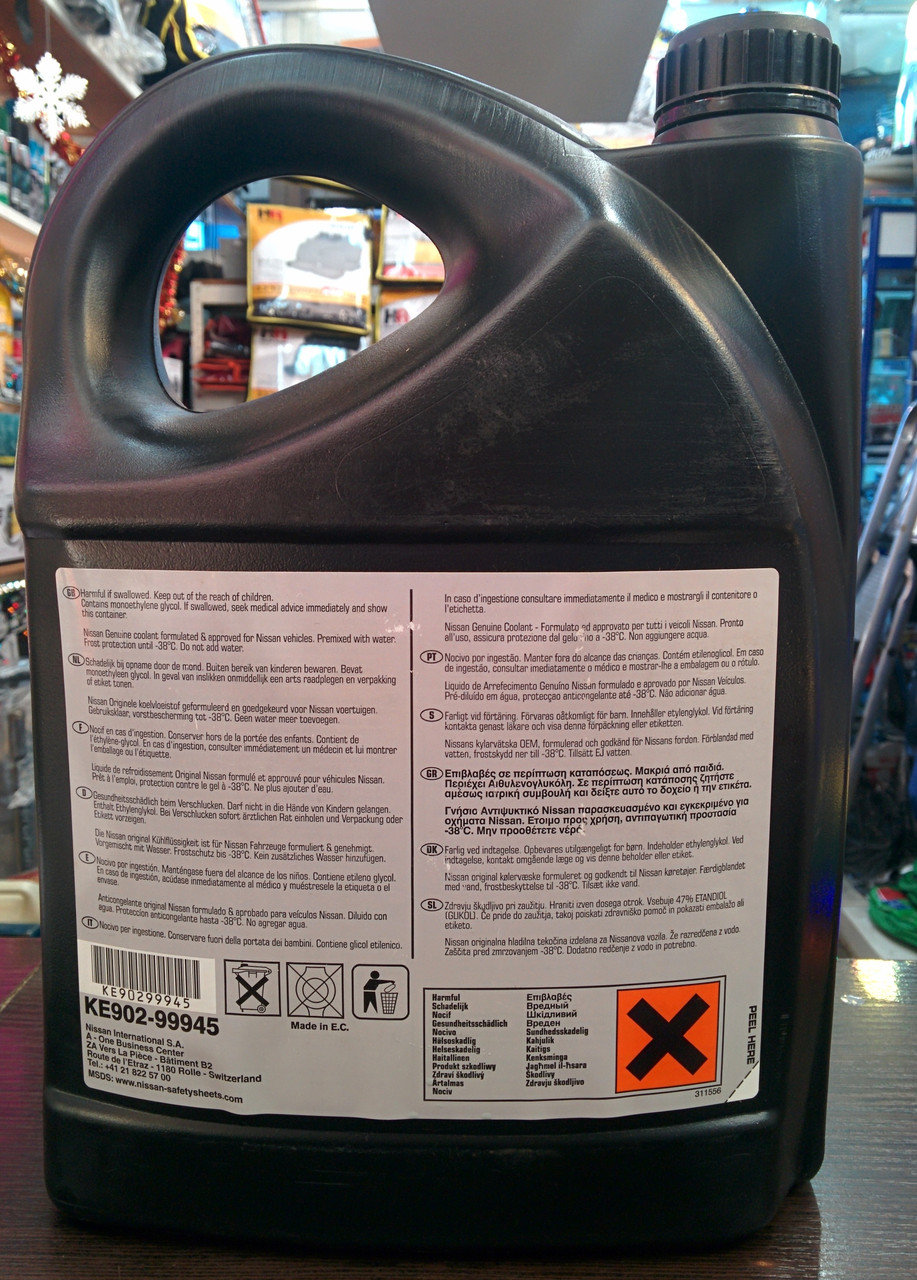 GB Harmful if swallowed. Keep out of the reach of children.
Contains monoethylene glycol. If swallowed, seek medical advice immediately and show
this container.
Nissan Genuine coolant formulated & approved for Nissan vehicles. Premixed with water.
Frost protection until -38°C. Do not add water.
NL Schadelijk bij opname door de mond. Buiten bereik van kinderen bewaren. Bevat
monoethyleen glycol. In geval van inslikken onmiddellijk een arts raadplegen en verpakking
of etiket tonen.
Nissan Originele koelvloeistof geformuleerd en goedgekeurd voor Nissan voertuigen.
Gebruiksklaar, vorstbescherming tot -38°C. Geen water meer toevoegen.
F Nocif en cas d'ingestion. Conserver hors de la portée des enfants. Contient de
l'éthylène-glycol. En cas d'ingestion, consulter immédiatement un médecin et lui montrer
l'emballage ou l'étiquette.
Liquide de refroidissement Original Nissan formulé et approuvé pour véhicules Nissan.
Prêt à l'emploi, protection contre le gel à -38°C. Ne plus ajouter d'eau.
D Gesundheitsschädlich beim Verschlucken. Darf nicht in die Hände von Kindern gelangen.
Enthält Ethylenglykol. Bei Verschlucken sofort ärztlichen Rat einholen und Verpackung oder
Etikett vorzeigen.
Die Nissan original Kühlflüssigkeit ist für Nissan Fahrzeuge formuliert & genehmigt.
Vorgemischt mit Wasser. Frostschutz bis -38°C. Kein zusätzliches Wasser hinzufügen.
E Nocivo por ingestión. Manténgase fuera del alcance de los niños. Contiene etileno glicol.
En caso de ingestión, acúdase inmediatamente al médico y muéstresele la etiqueta o el
envase.
Anticongelante original Nissan formulado & aprobado para veículos Nissan. Diluido con
agua. Protección anticongelante hasta -38°C. No agregar agua.
IT Nocivo per ingestione. Conservare fuori della portata dei bambini. Contiene glicol etilenico.
In caso d'ingestione consultare immediatamente il medico e mostrargli il contenitore o
l'etichetta.
Nissan Genuine Coolant - Formulato ed approvato per tutti i veicoli Nissan. Pronto
all'uso, assicura protezione dal gelo fino a -38°C. Non aggiungere acqua.
PT Nocivo por ingestão. Manter fora do alcance das crianças. Contém etilenoglicol. Em caso
de ingestão, consultar imediatamente o médico e mostrar-lhe a embalagem ou o rótulo.
Liquido de Arrefecimento Genuíno Nissan formulado e aprovado por Nissan Veículos.
Pré-diluido em água, protecçao anticongelante até -38°C. Não adicionar água.
S Farligt vid förtäring. Förvaras oåtkomligt för barn. Innehåller etylenglykol. Vid förtäring
kontakta genast läkare och visa denna förpäckning eller etiketten.
Nissans kylarvätska OEM, formulerad och godkänd för Nissans fordon. Förblandad med
vatten, frostskydd ner till -38°C. Tillsätt EJ vatten.
GR Επιβλαβές σε περίπτωση καταπόσεως. Μακριά από παιδιά.
Περιέχει Αιθυλενογλυκόλη. Σε περίπτωση κατάποσης ζητήστε
αμέσως ιατρική συμβουλή και δείξτε αυτό το δοχείο ή την ετικέτα.
Γνήσιο Αντιψυκτικό Nissan παρασκευασμένο και εγκεκριμένο για
οχήματα Nissan. Έτοιμο προς χρήση, αντιπαγωτική προστασία
-38°C. Μην προσθέτετε νερό
DK Farlig ved indtagelse. Opbevares utilgængeligt for børn. Indeholder ethylenglykol. Ved
indtagelse, kontakt omgående læge og vis denne beholder eller etiket.
Nissan original kølervæske formuleret og godkendt til Nissan køretøjer. Færdigblandet
med vand, frostbeskyttelse til -38°C. Tilsæt ikke vand.
SL Zdravju škodljivo pri zaužitju. Hraniti izven dosega otrok. Vsebuje 47% ETANDIOL
(GLIKOL). Če pride do zaužitja, takoj poiskati zdravniško pomoč in pokazati embalažo ali
etiketo.
Nissan originalna hladilna tekočina izdelana za Nissanova vozila. Že razredčena z vodo.
Zaščita pred zmrzovanjem -38°C. Dodatno redčenje z vodo in potrebno.
KE90299945
KE902-99945
Made in E.C.
Nissan International S.A.
A - One Business Center
ZA Vers La Pièce - Bâtiment B2
Route de l'Etraz - 1180 Rolle - Switzerland
Tel.: +41 21 822 57 00
MSDS: www.nissan-safetysheets.com
Harmful Επιβλαβές
Schadelijk Вредный
Nocif Шкідливий
Gesundheitsschädlich Вреден
Nocivo Sundhedsskadelig
Hälsoskadlig Kahjulik
Helseskadelig Kaitīgs
Haitallinen Kenksminga
Produkt szkodliwy Jagħmel il-ħsara
Zdraví škodlivý Škodlivý
Ártalmas Zdravju škodljivo
Nociv
311556
PEEL HERE